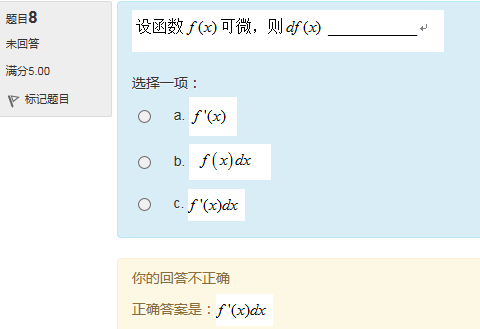 题目8
未回答
满分5.00
标记题目
设函数 f(x) 可微，则 df(x) ___________ ↵
选择一项：
a. f'(x)
b. f(x)dx
c. f'(x)dx
你的回答不正确
正确答案是：f'(x)dx